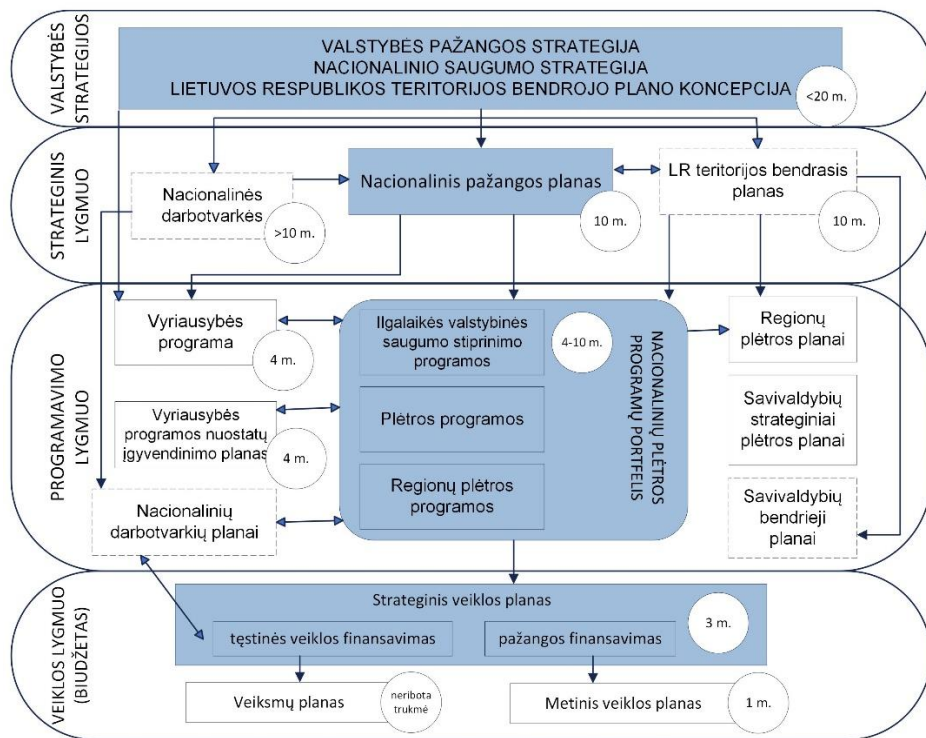 VALSTYBĖS
STRATEGIJOS
VALSTYBĖS PAŽANGOS STRATEGIJA
NACIONALINIO SAUGUMO STRATEGIJA
LIETUVOS RESPUBLIKOS TERITORIJOS BENDROJO PLANO KONCEPCIJA
<20 m.
STRATEGINIS
LYGMUO
Nacionalinės
darbotvarkės
>10 m.
Nacionalinis pažangos planas
10 m.
LR teritorijos bendrasis
planas
10 m.
PROGRAMAVIMO
LYGMUO
Vyriausybės
programa
4 m.
Vyriausybės
programos nuostatų
įgyvendinimo planas
4 m.
Nacionalinių
darbotvarkių planai
Ilgalaikės valstybinės
saugumo stiprinimo
programos
4-10 m.
Plėtros programos
Regionų plėtros
programos
NACIONALINIŲ PLĖTROS
PROGRAMŲ PORTFELIS
Regionų
plėtros planai
Savivaldybių
strateginiai
plėtros planai
Savivaldybių
bendrieji
planai
VEIKLOS LYGMUO
(BIUDŽETAS)
Strateginis veiklos planas
3 m.
tęstinės veiklos finansavimas
pažangos finansavimas
Veiksmų planas
neribota
trukmė
Metinis veiklos planas
1 m.